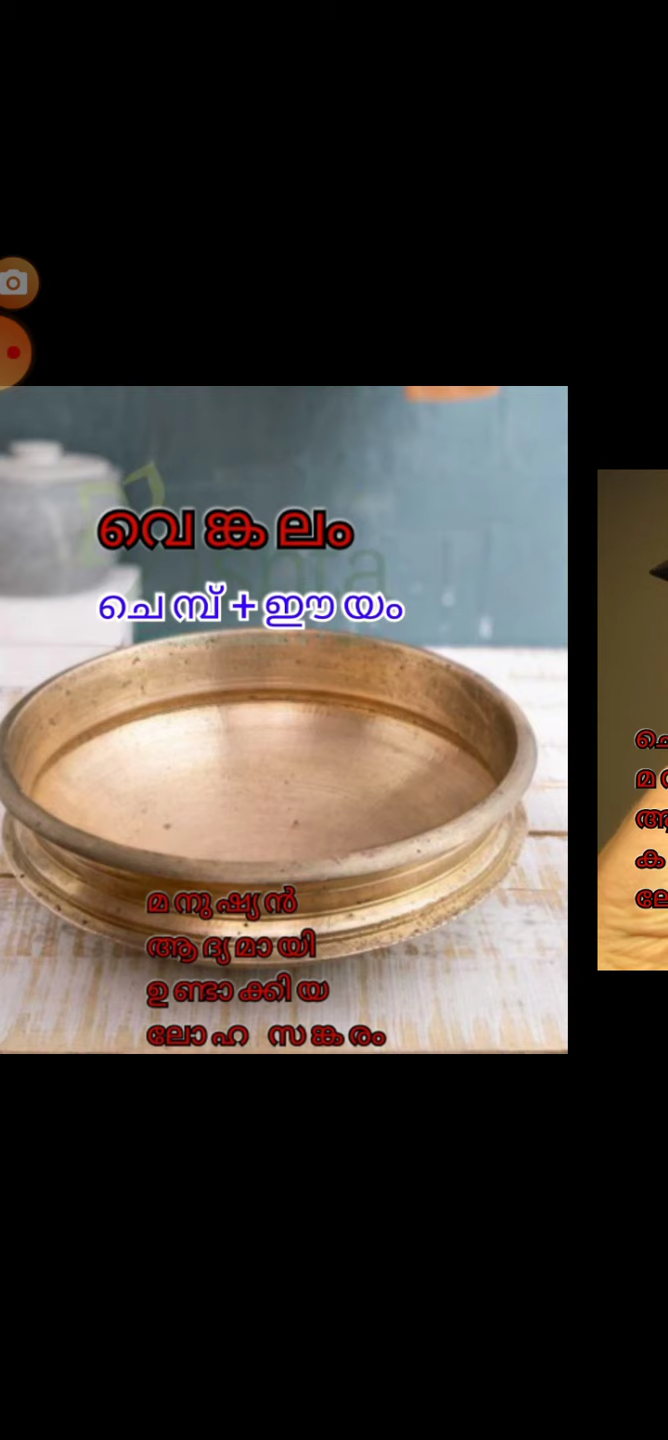 വെങ്കലം
ചെമ്പ്+ഈയം
മനുഷ്യൻ
ആദ്യമായി
ഉണ്ടാക്കിയ
ലോഹ സങ്കരം